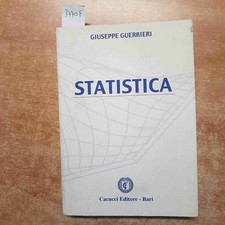 GIUSEPPE GUERRIERI
STATISTICA
Cacucci Editore - Bari